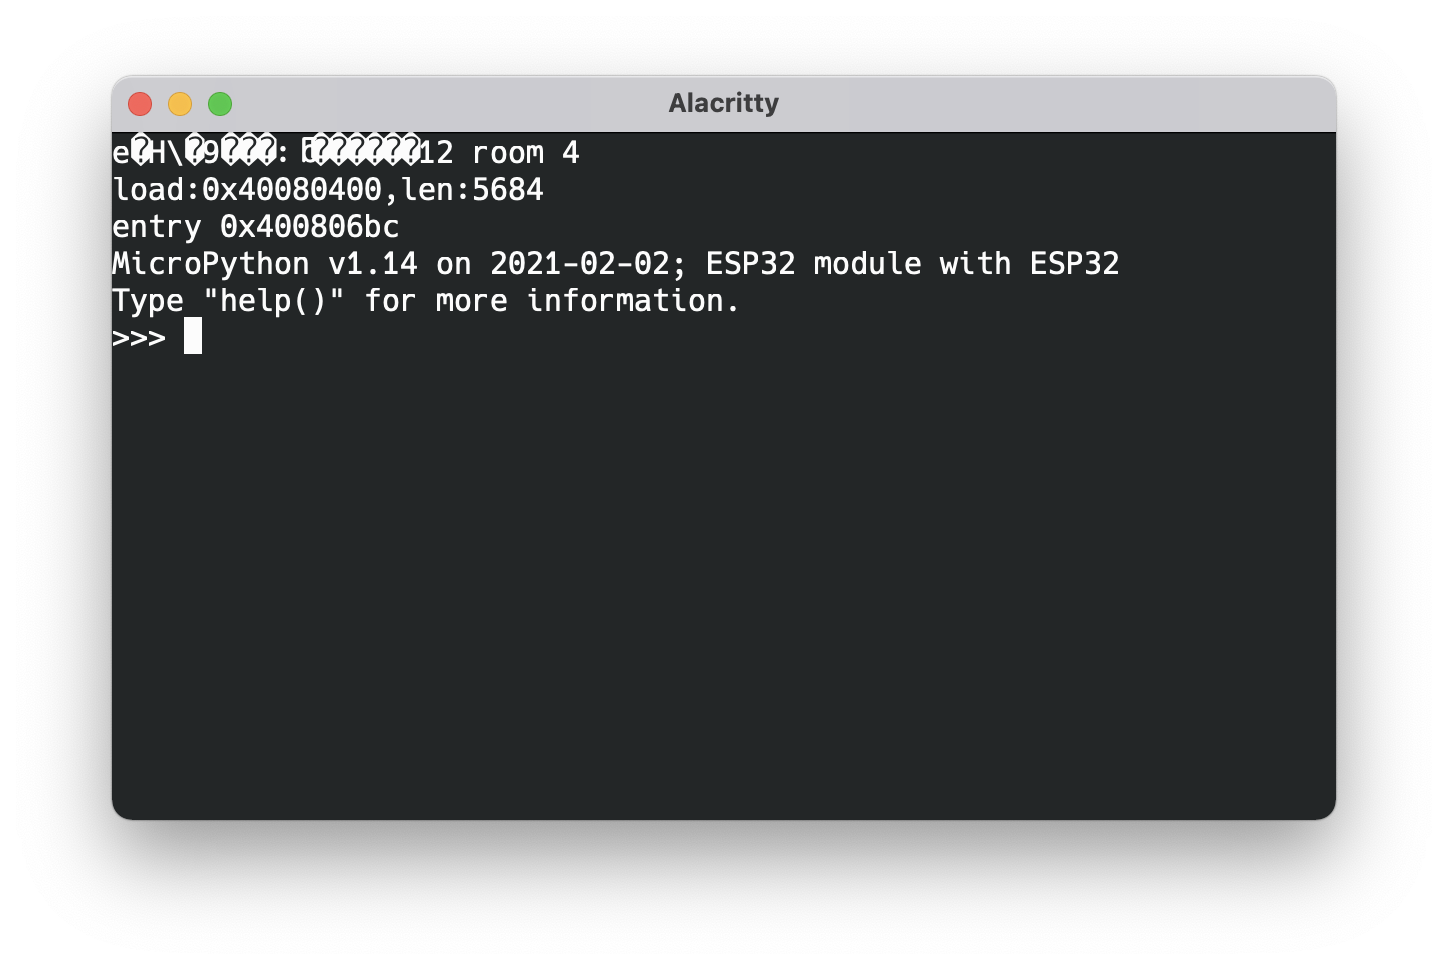 Alacritty
e�H\�9���: �������12 room 4
load:0x40080400,len:5684
entry 0x400806bc
MicroPython v1.14 on 2021-02-02; ESP32 module with ESP32
Type "help()" for more information.
>>>